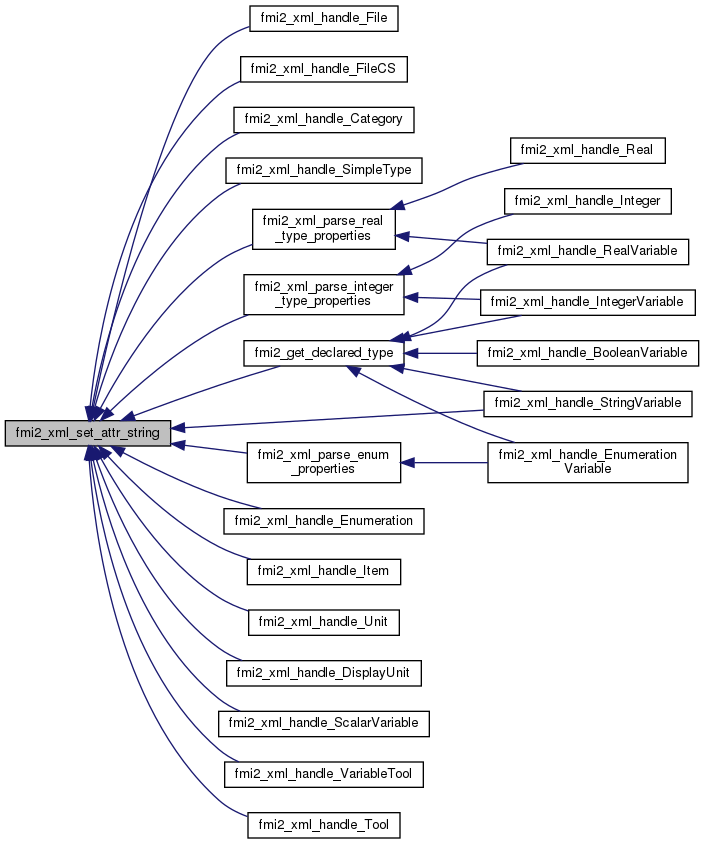 fmi2_xml_handle_File
fmi2_xml_handle_FileCS
fmi2_xml_handle_Category
fmi2_xml_handle_Real
fmi2_xml_handle_SimpleType
fmi2_xml_handle_Integer
fmi2_xml_parse_real
_type_properties
fmi2_xml_handle_RealVariable
fmi2_xml_parse_integer
_type_properties
fmi2_xml_handle_IntegerVariable
fmi2_get_declared_type
fmi2_xml_handle_BooleanVariable
fmi2_xml_handle_StringVariable
fmi2_xml_set_attr_string
fmi2_xml_parse_enum
_properties
fmi2_xml_handle_Enumeration
Variable
fmi2_xml_handle_Enumeration
fmi2_xml_handle_Item
fmi2_xml_handle_Unit
fmi2_xml_handle_DisplayUnit
fmi2_xml_handle_ScalarVariable
fmi2_xml_handle_VariableTool
fmi2_xml_handle_Tool